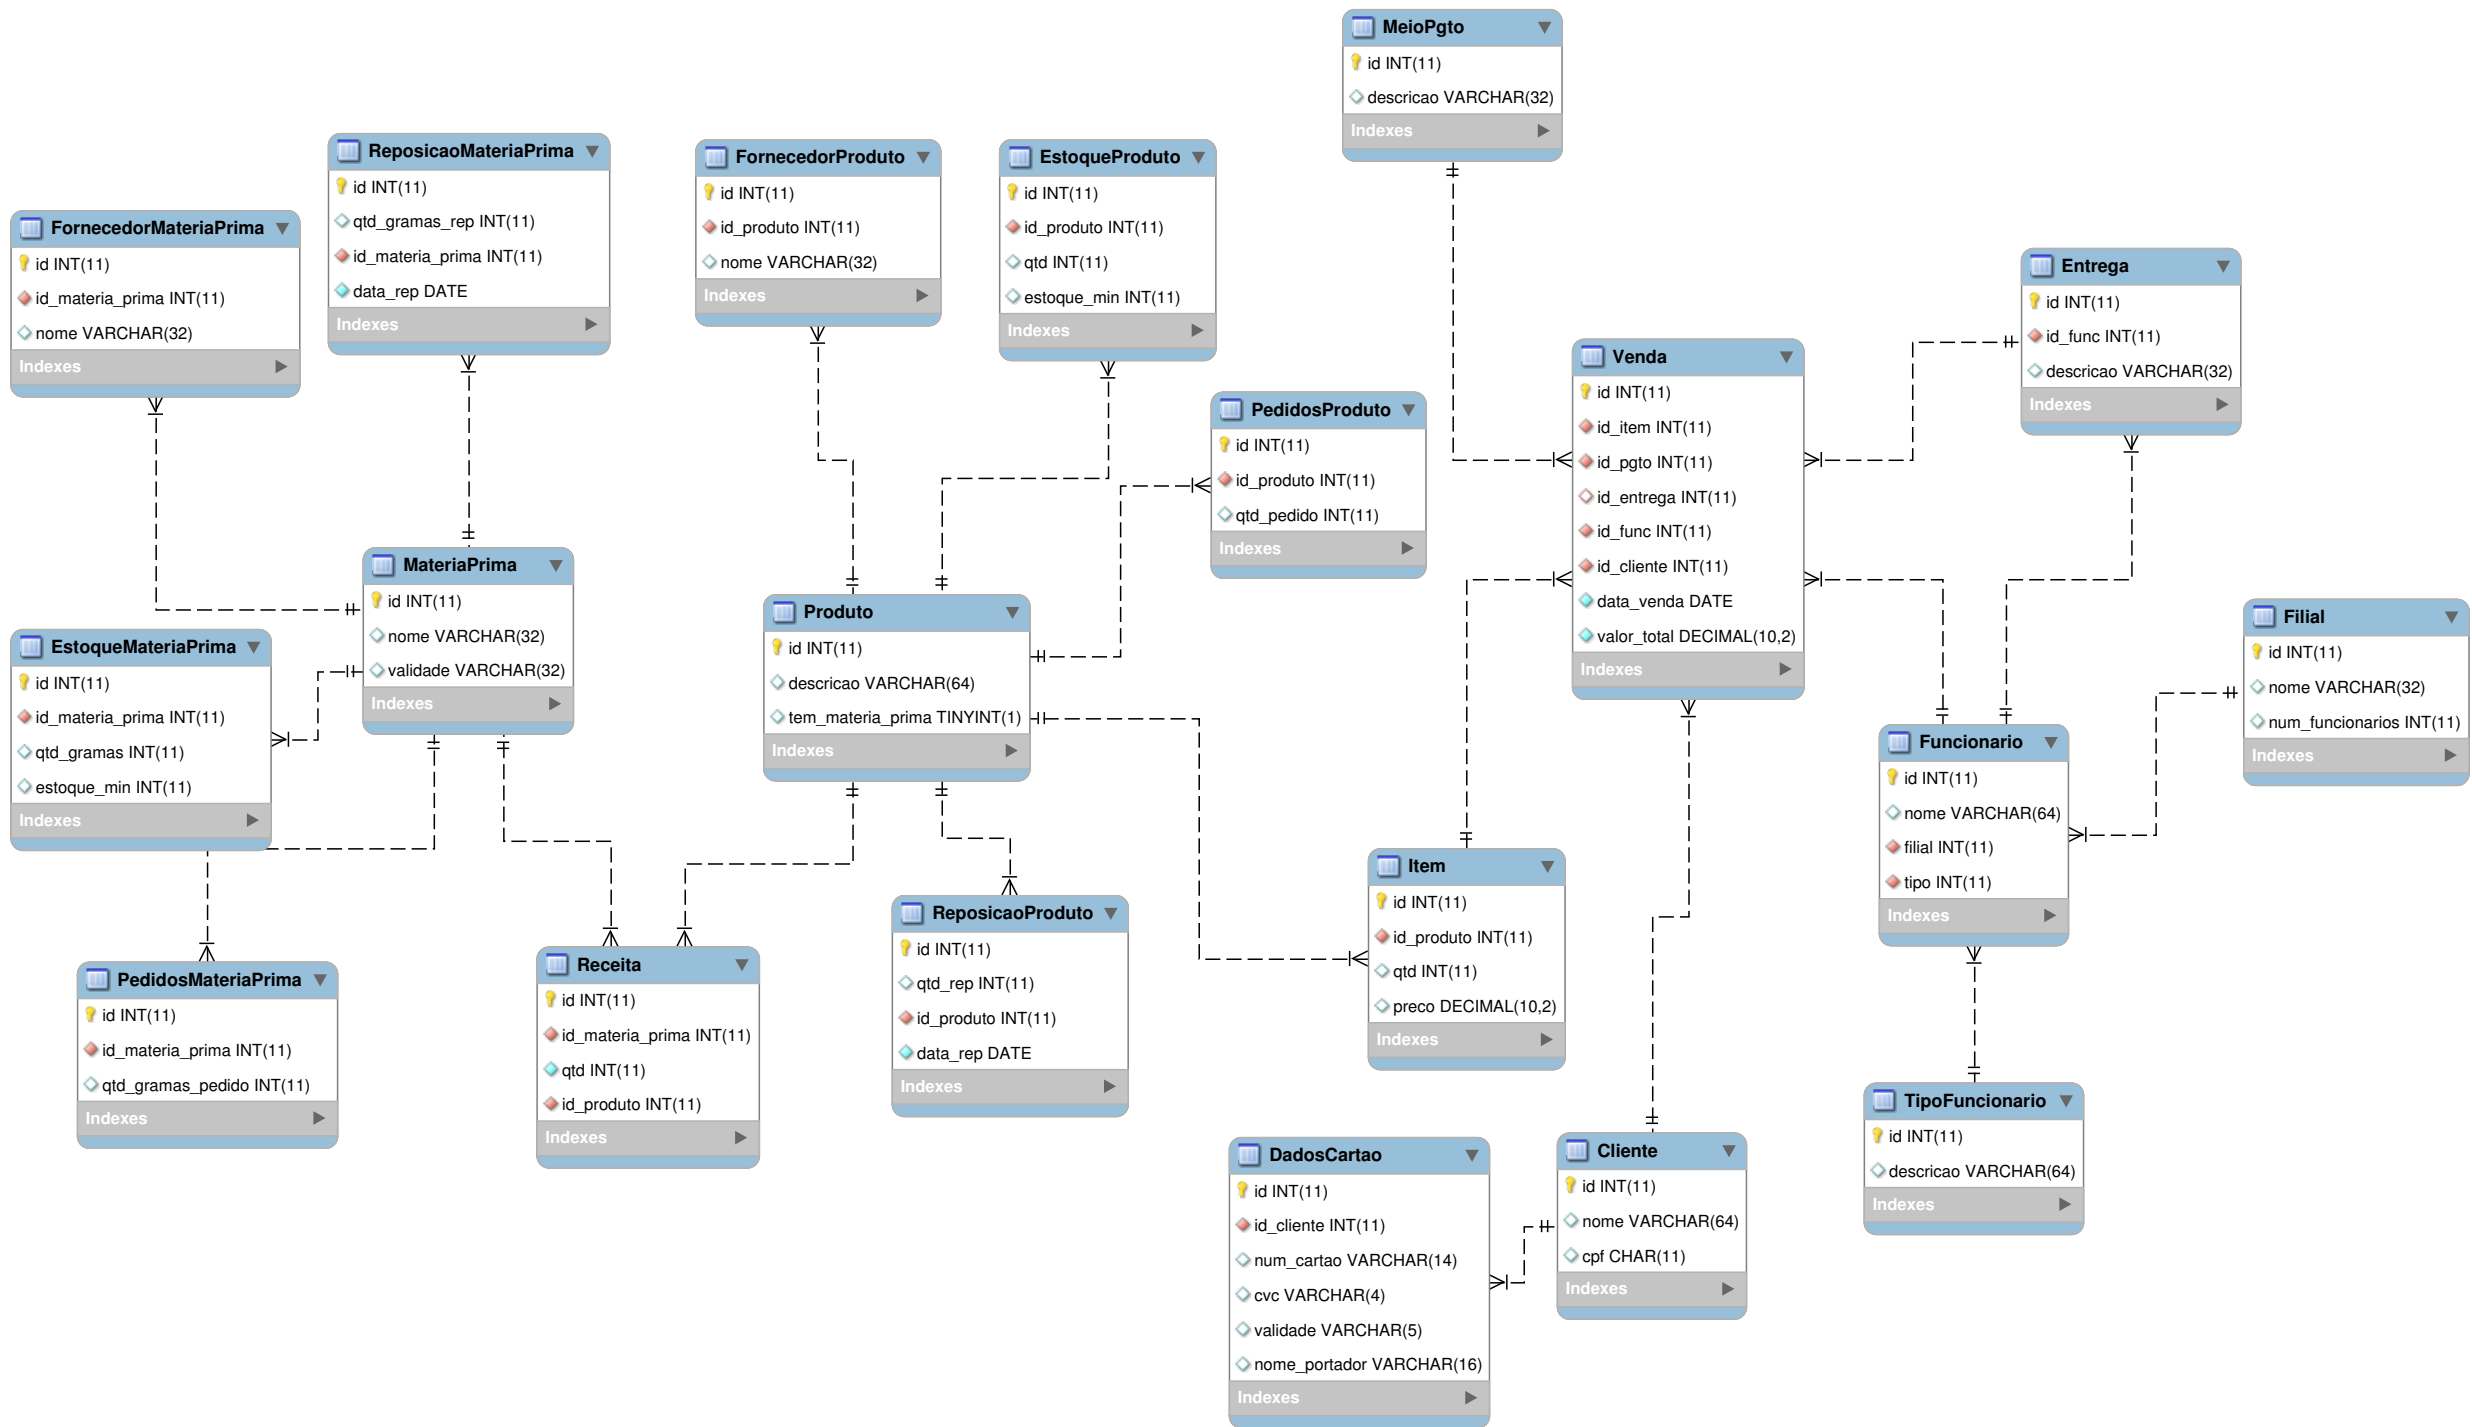 MeioPgto
id INT(11)
descricao VARCHAR(32)
Indexes
ReposicaoMateriaPrima
id INT(11)
qtd_gramas_rep INT(11)
id_materia_prima INT(11)
data_rep DATE
Indexes
FornecedorProduto
id INT(11)
id_produto INT(11)
nome VARCHAR(32)
Indexes
EstoqueProduto
id INT(11)
id_produto INT(11)
qtd INT(11)
estoque_min INT(11)
Indexes
FornecedorMateriaPrima
id INT(11)
id_materia_prima INT(11)
nome VARCHAR(32)
Indexes
Entrega
id INT(11)
id_func INT(11)
descricao VARCHAR(32)
Indexes
Venda
id INT(11)
id_item INT(11)
id_pgto INT(11)
id_entrega INT(11)
id_func INT(11)
id_cliente INT(11)
data_venda DATE
valor_total DECIMAL(10,2)
Indexes
PedidosProduto
id INT(11)
id_produto INT(11)
qtd_pedido INT(11)
Indexes
MateriaPrima
id INT(11)
nome VARCHAR(32)
validade VARCHAR(32)
Indexes
Produto
id INT(11)
descricao VARCHAR(64)
tem_materia_prima TINYINT(1)
Indexes
Filial
id INT(11)
nome VARCHAR(32)
num_funcionarios INT(11)
Indexes
EstoqueMateriaPrima
id INT(11)
id_materia_prima INT(11)
qtd_gramas INT(11)
estoque_min INT(11)
Indexes
Funcionario
id INT(11)
nome VARCHAR(64)
filial INT(11)
tipo INT(11)
Indexes
Item
id INT(11)
id_produto INT(11)
qtd INT(11)
preco DECIMAL(10,2)
Indexes
ReposicaoProduto
id INT(11)
qtd_rep INT(11)
id_produto INT(11)
data_rep DATE
Indexes
Receita
id INT(11)
id_materia_prima INT(11)
qtd INT(11)
id_produto INT(11)
Indexes
PedidosMateriaPrima
id INT(11)
id_materia_prima INT(11)
qtd_gramas_pedido INT(11)
Indexes
TipoFuncionario
id INT(11)
descricao VARCHAR(64)
Indexes
DadosCartao
id INT(11)
id_cliente INT(11)
num_cartao VARCHAR(14)
cvc VARCHAR(4)
validade VARCHAR(5)
nome_portador VARCHAR(16)
Indexes
Cliente
id INT(11)
nome VARCHAR(64)
cpf CHAR(11)
Indexes